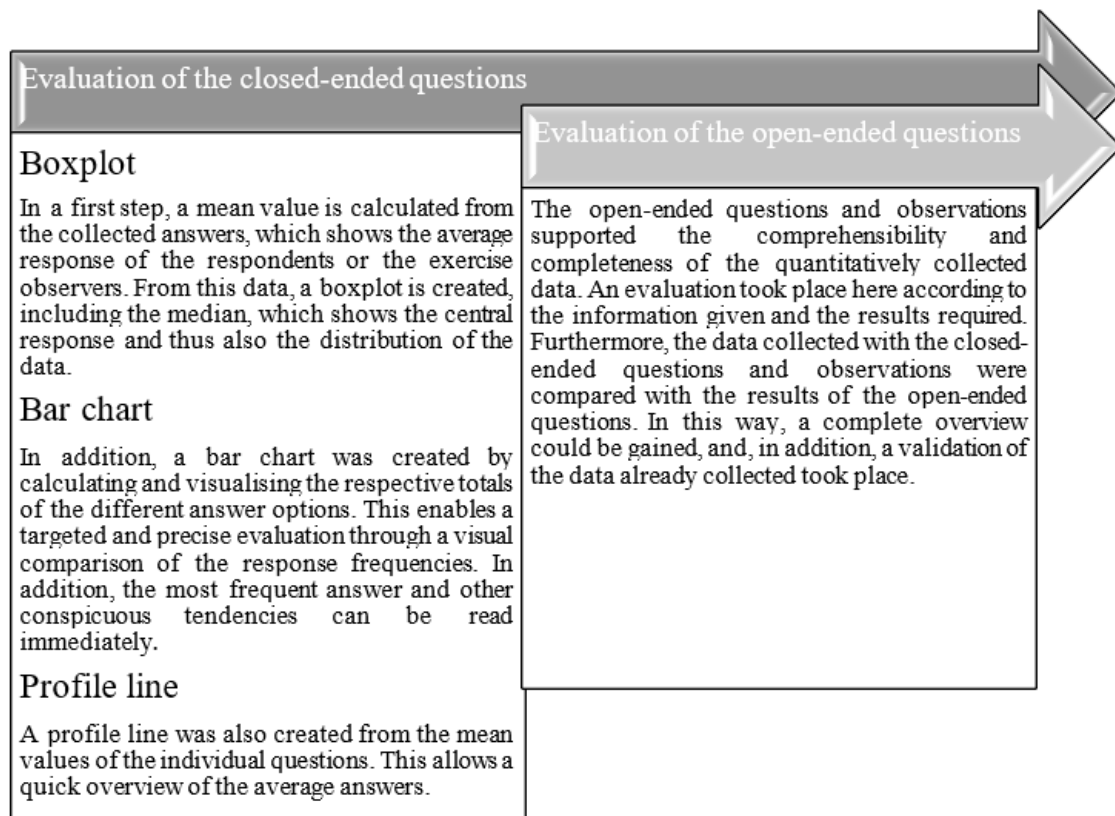 Evaluation of the closed-ended questions
Boxplot
In a first step, a mean value is calculated from
the collected answers, which shows the average
response of the respondents or the exercise
observers. From this data, a boxplot is created,
including the median, which shows the central
response and thus also the distribution of the
data.
Bar chart
In addition, a bar chart was created by
calculating and visualising the respective totals
of the different answer options. This enables a
targeted and precise evaluation through a visual
comparison of the response frequencies. In
addition, the most frequent answer and other
conspicuous tendencies can be read
immediately.
Profile line
A profile line was also created from the mean
values of the individual questions. This allows a
quick overview of the average answers.
Evaluation of the open-ended questions
The open-ended questions and observations
supported the comprehensibility and
completeness of the quantitatively collected
data. An evaluation took place here according to
the information given and the results required.
Furthermore, the data collected with the closed-
ended questions and observations were
compared with the results of the open-ended
questions. In this way, a complete overview
could be gained, and, in addition, a validation of
the data already collected took place.